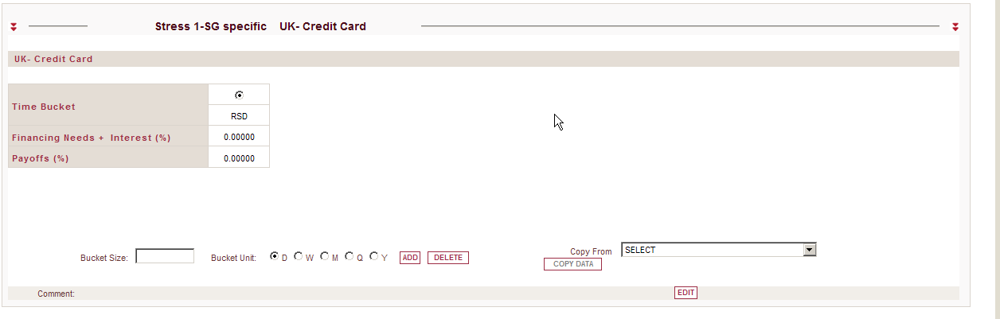 Stress 1-SG specific UK- Credit Card
UK- Credit Card
Time Bucket
RSD
Financing Needs + Interest (%) 0.00000
Payoffs (%) 0.00000
Bucket Size: Bucket Unit: D W M Q Y ADD DELETE Copy From SELECT
COPY DATA
Comment: EDIT